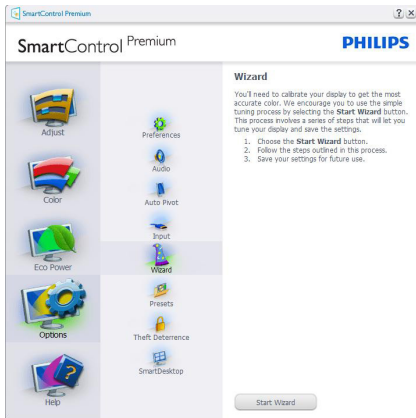 SmartControl Premium
SmartControl Premium
PHILIPS
Adjust
Color
Eco Power
Options
Help
Preferences
Audio
Auto Pivot
Input
Wizard
Presets
Theft Deterrence
SmartDesktop
Wizard
You'll need to calibrate your display to get the most
accurate color. We encourage you to use the simple
tuning process by selecting the Start Wizard button.
This process involves a series of steps that will let you
tune your display and save the settings.
1. Choose the Start Wizard button.
2. Follow the steps outlined in this process.
3. Save your settings for future use.
Start Wizard